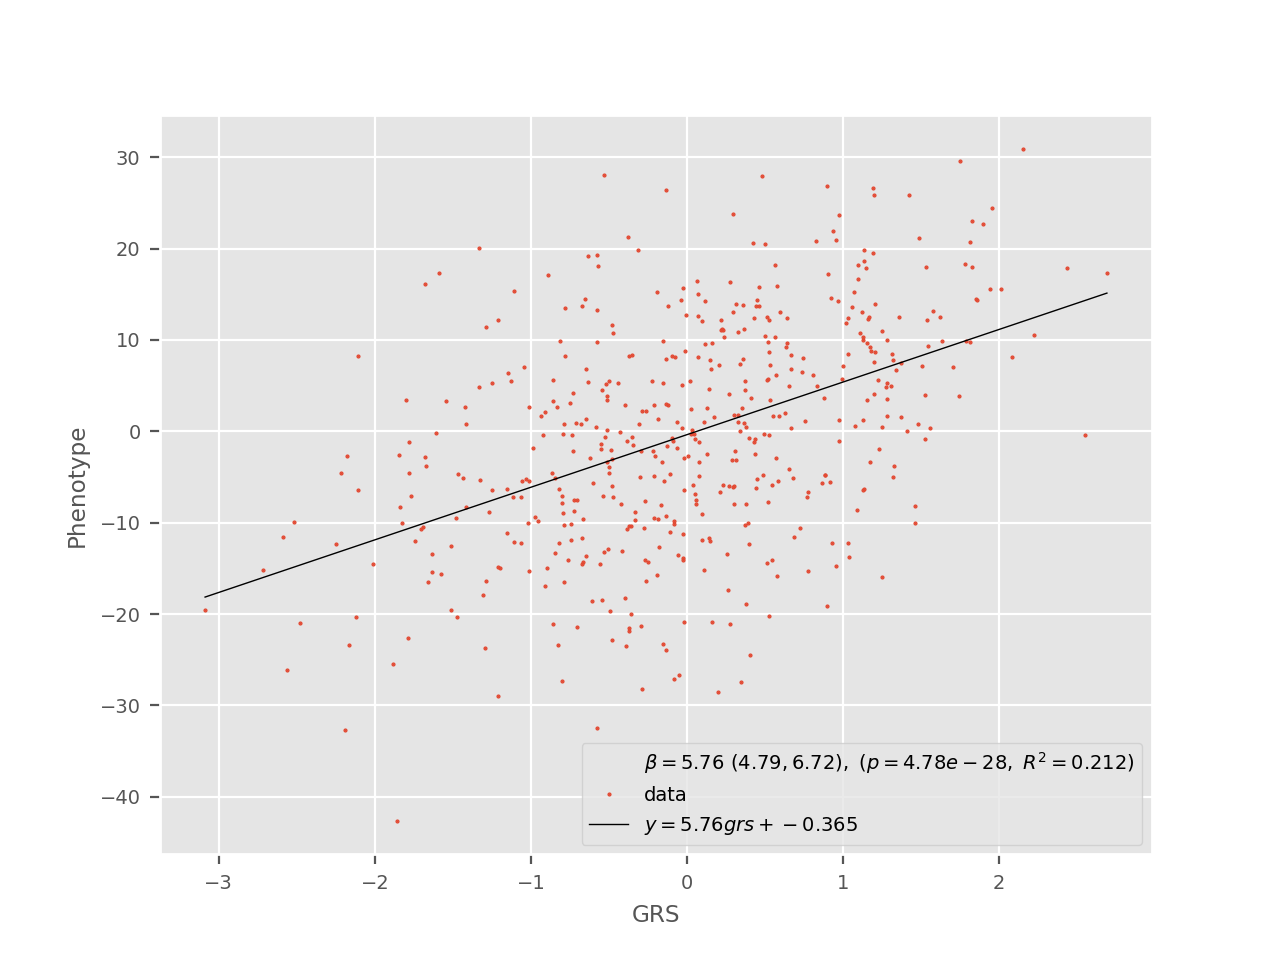 30
20
10
0
−10
−20
−30
−40
Phenotype
β = 5.76 (4.79, 6.72), (p = 4.78e − 28, R² = 0.212)
data
y = 5.76grs + − 0.365
−3 −2 −1 0 1 2
GRS